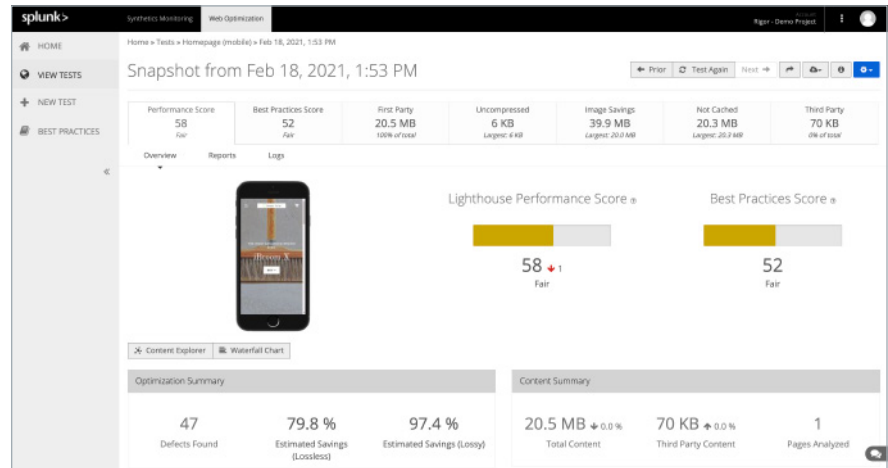 splunk>
Synthetics Monitoring Web Optimization
Rigor - Demo Project
HOME
VIEW TESTS
NEW TEST
BEST PRACTICES
«
Home » Tests » Homepage (mobile) » Feb 18, 2021, 1:53 PM
Snapshot from Feb 18, 2021, 1:53 PM
Prior Test Again Next
Performance Score Best Practices Score First Party Uncompressed Image Savings Not Cached Third Party
58 52 20.5 MB 6 KB 39.9 MB 20.3 MB 70 KB
Fair Fair 100% of total Largest: 6 KB Largest: 20.0 MB Largest: 20.3 MB 0% of total
Overview Reports Logs
Lighthouse Performance Score Best Practices Score
iBroom X
58 1 52
Fair Fair
Content Explorer Waterfall Chart
Optimization Summary Content Summary
47 79.8 % 97.4 % 20.5 MB 0.0 % 70 KB 0.0 % 1
Defects Found Estimated Savings (Lossless) Estimated Savings (Lossy) Total Content Third Party Content Pages Analyzed